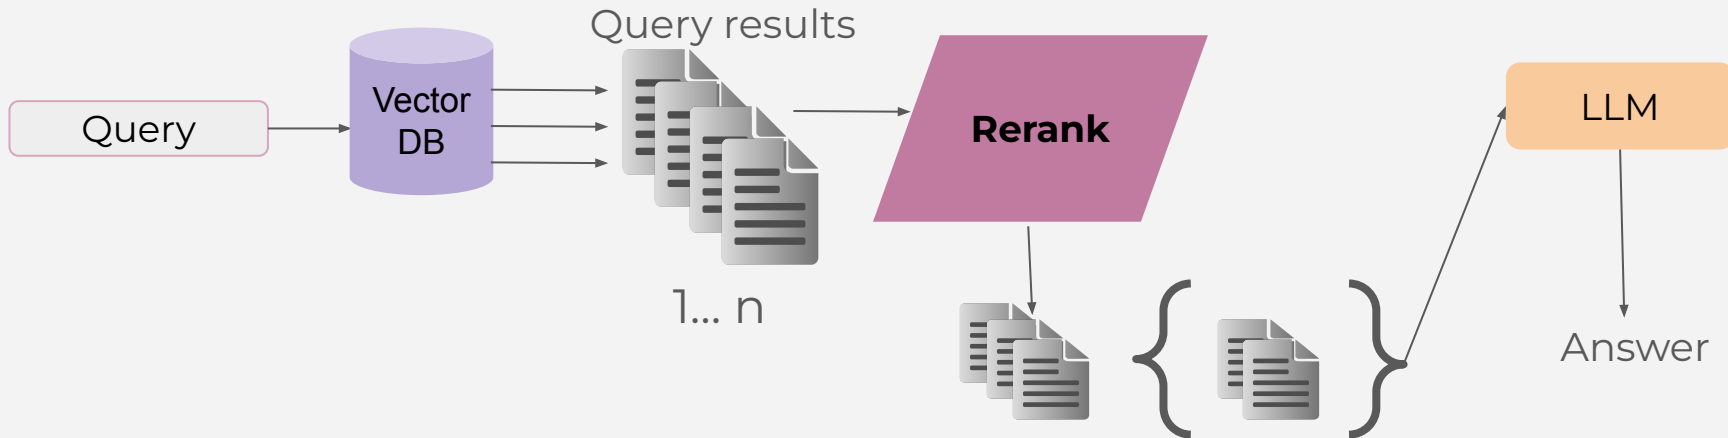 Query
Vector
DB
Query results
1... n
Rerank
LLM
Answer